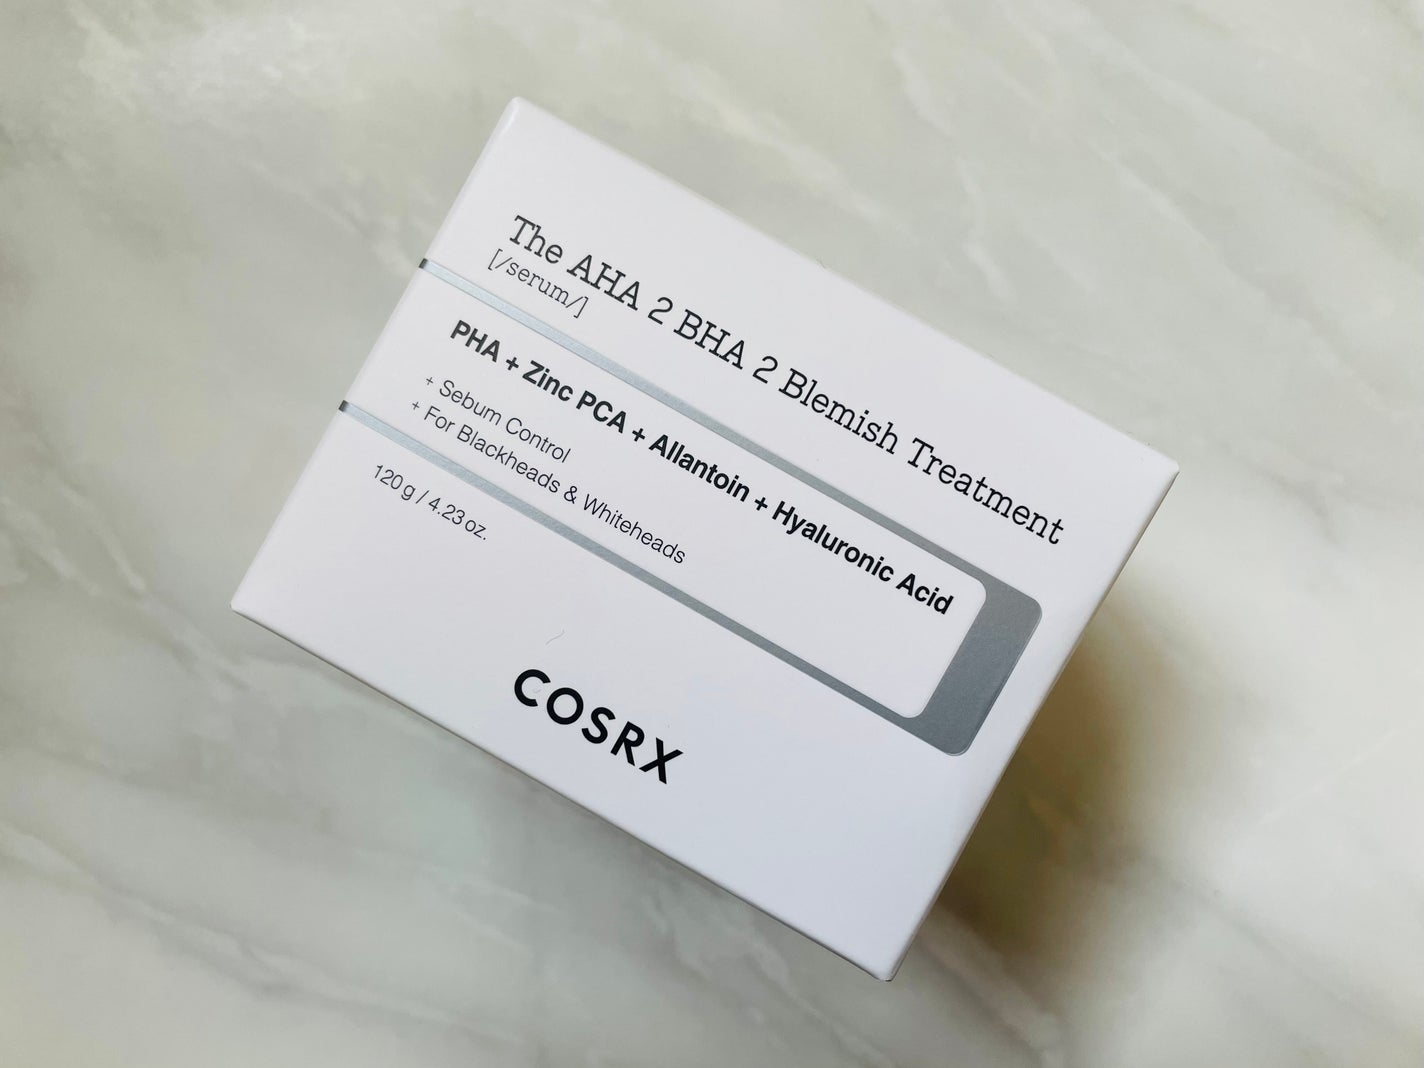 The AHA 2 BHA 2 Blemish Treatment
[/serum/]
PHA + Zinc PCA + Allantoin + Hyaluronic Acid
+ Sebum Control
+ For Blackheads & Whiteheads
120 g / 4.23 oz.
COSRX